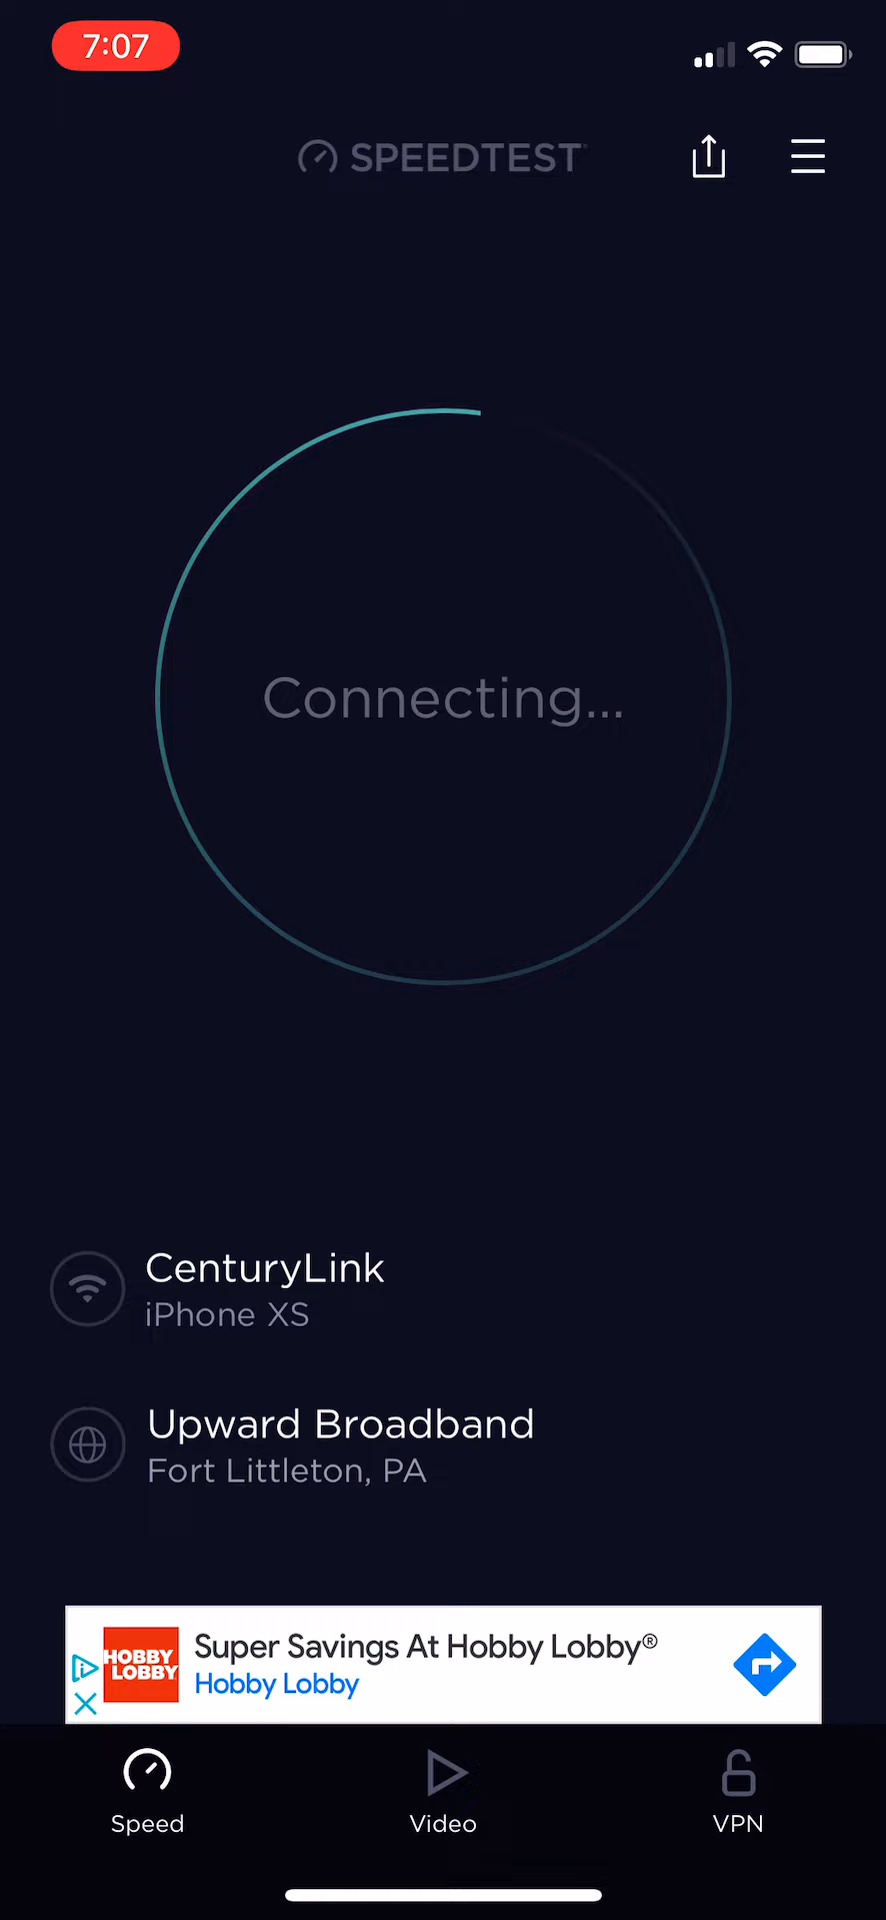 7:07
SPEEDTEST
Connecting...
CenturyLink
iPhone XS
Upward Broadband
Fort Littleton, PA
HOBBY
LOBBY
Super Savings At Hobby Lobby®
Hobby Lobby
Speed
Video
VPN